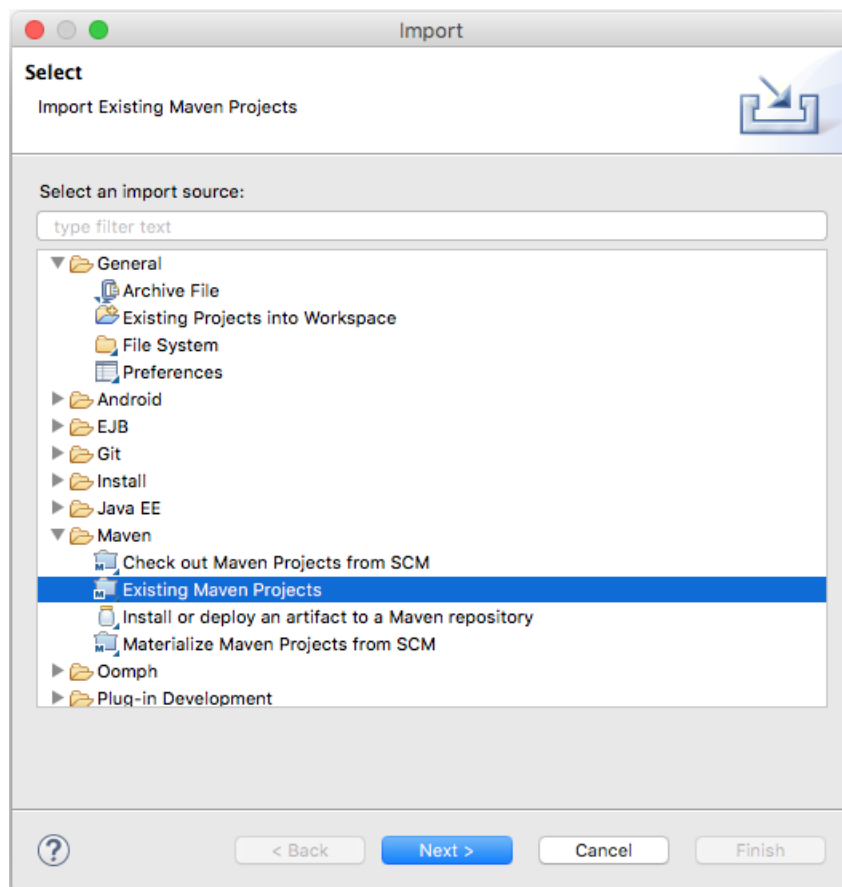 Import
Select
Import Existing Maven Projects
Select an import source:
type filter text
General
Archive File
Existing Projects into Workspace
File System
Preferences
Android
EJB
Git
Install
Java EE
Maven
Check out Maven Projects from SCM
Existing Maven Projects
Install or deploy an artifact to a Maven repository
Materialize Maven Projects from SCM
Oomph
Plug-in Development
? < Back Next > Cancel Finish